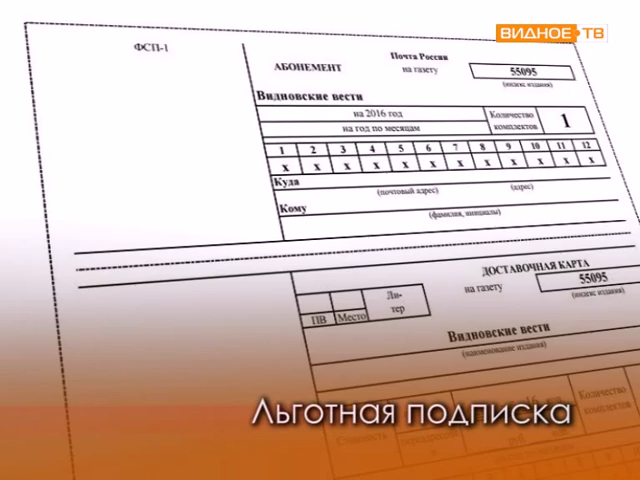 ВИДНОЕ ТВ
ФСП-1
Почта России
АБОНЕМЕНТ на газету 55095
(индекс издания)
Видновские вести
на 2016 год
на год по месяцам
Количество комплектов 1
1 2 3 4 5 6 7 8 9 10 11 12
х х х х х х х х х х х х
Куда
(почтовый адрес) (адрес)
Кому
(фамилия, инициалы)
ДОСТАВОЧНАЯ КАРТА
на газету 55095
(индекс издания)
ПВ Место Ли-
тер
Видновские вести
(наименование издания)
Количество
комплектов
Стоимость
Льготная подписка